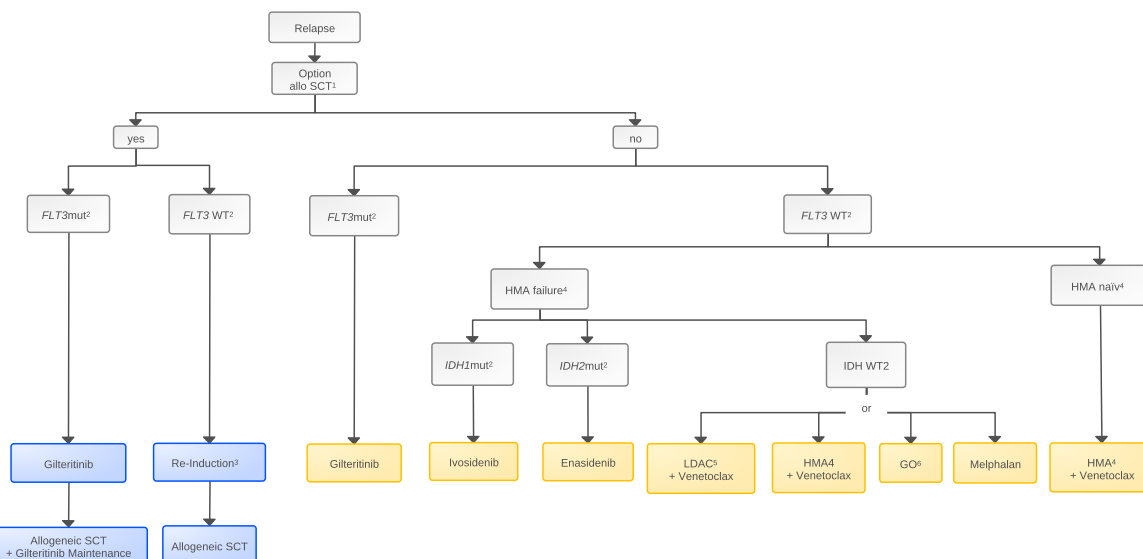 Relapse
Option
allo SCT¹
yes
no
FLT3mut²
FLT3 WT²
FLT3mut²
FLT3 WT²
HMA failure⁴
HMA naïv⁴
IDH1mut²
IDH2mut²
IDH WT2
or
Gilteritinib
Re-Induction³
Gilteritinib
Ivosidenib
Enasidenib
LDAC⁵
+ Venetoclax
HMA4
+ Venetoclax
GO⁶
Melphalan
HMA⁴
+ Venetoclax
Allogeneic SCT
+ Gilteritinib Maintenance
Allogeneic SCT